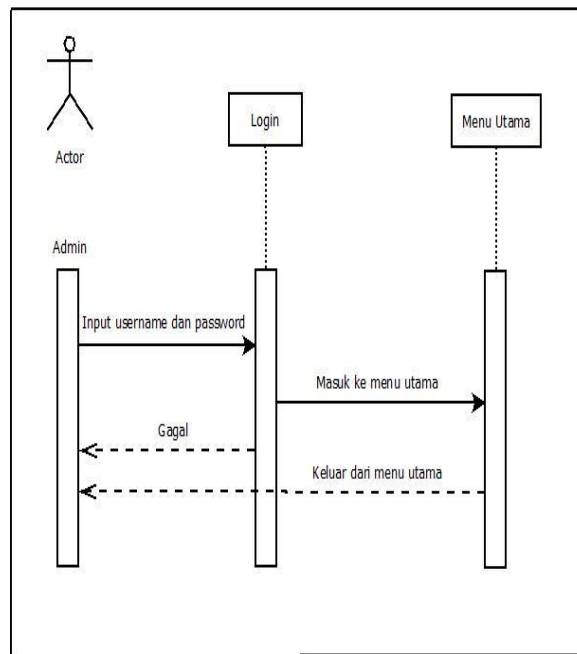 Login
Menu Utama
Actor
Admin
Input username dan password
Masuk ke menu utama
Gagal
Keluar dari menu utama